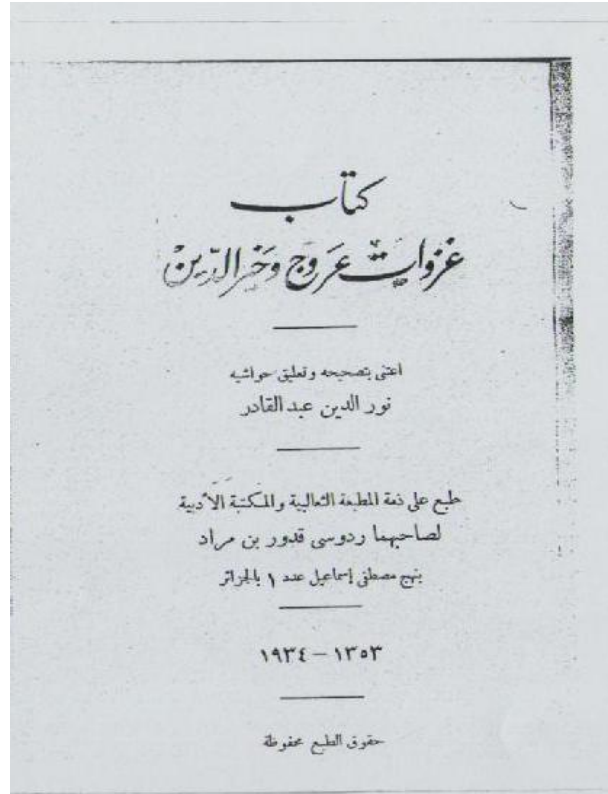 كتاب
غزوات عروج وخير الدين
اعتنى بتصحيحه وتعليق حواشيه
نور الدين عبد القادر
طبع على ذمة المطبعة الثعالبية والمكتبة الأدبية
لصاحبهما ردوسى قدور بن مراد
بنهج مصطفى إسماعيل عدد ١ بالجزائر
١٣٥٣ – ١٩٣٤
حقوق الطبع محفوظة